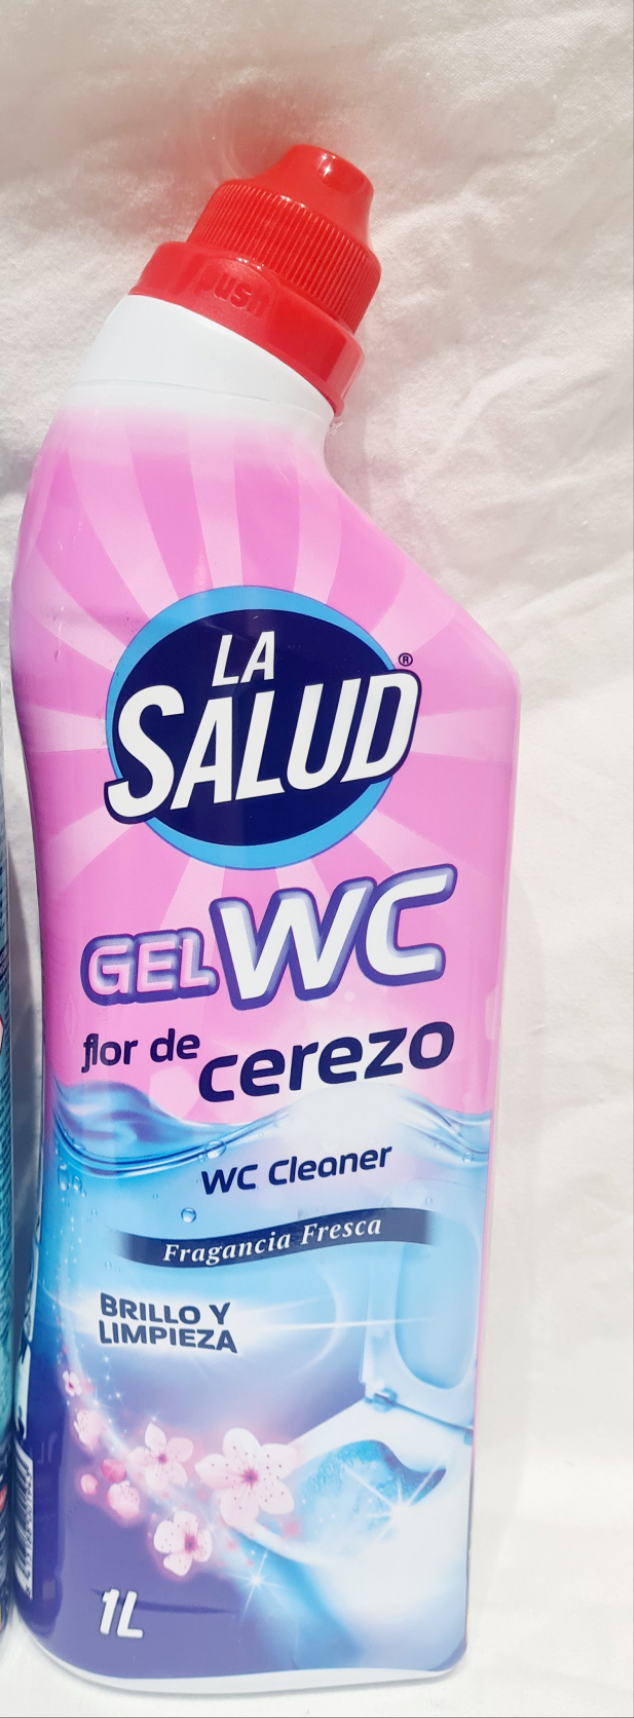 push
LA
SALUD®
GEL WC
flor de cerezo
WC Cleaner
Fragancia Fresca
BRILLO Y
LIMPIEZA
1L